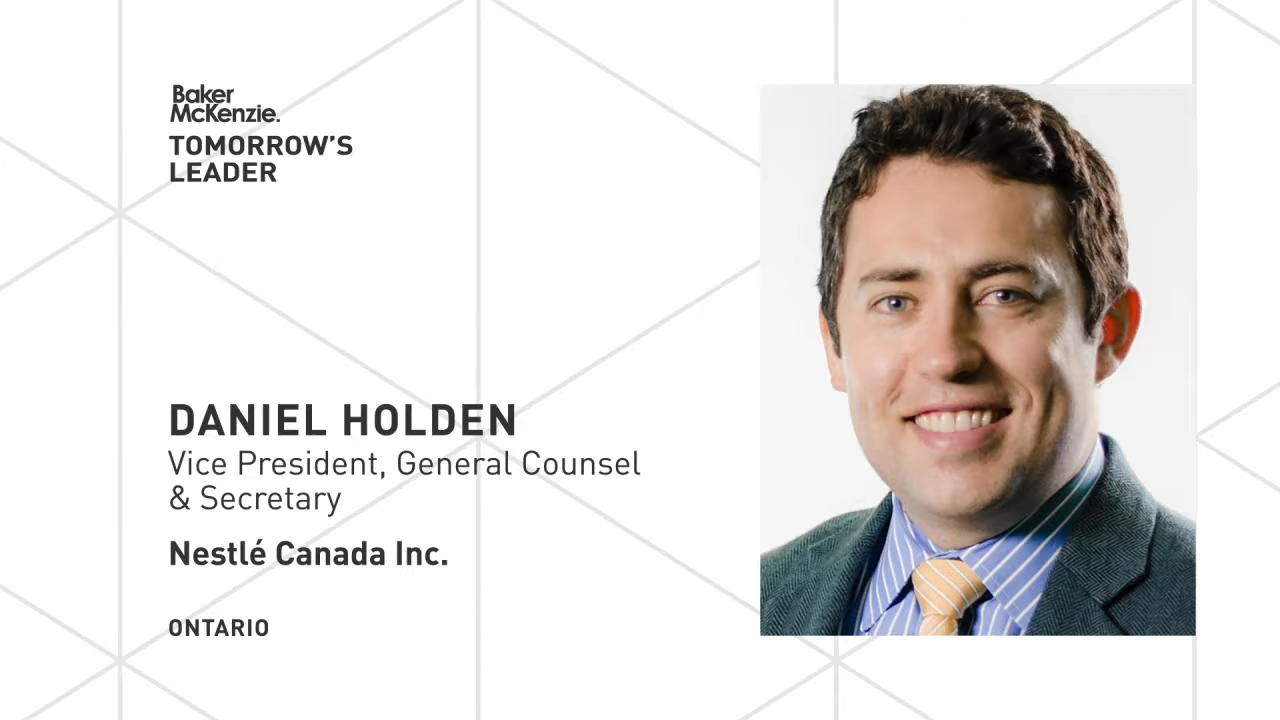 Baker
McKenzie.
TOMORROW'S
LEADER
DANIEL HOLDEN
Vice President, General Counsel
& Secretary
Nestlé Canada Inc.
ONTARIO